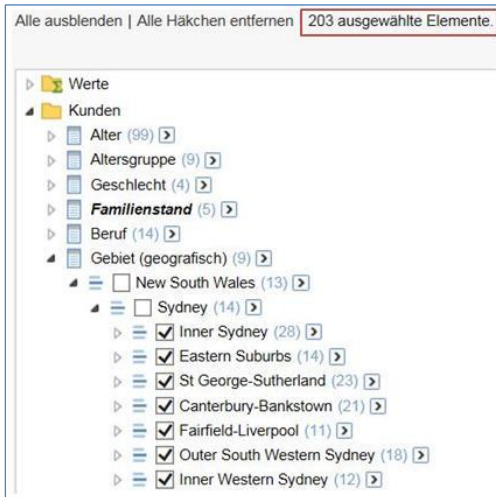 Alle ausblenden | Alle Häkchen entfernen 203 ausgewählte Elemente.
Werte
Kunden
Alter (99)
Altersgruppe (9)
Geschlecht (4)
Familienstand (5)
Beruf (14)
Gebiet (geografisch) (9)
New South Wales (13)
Sydney (14)
Inner Sydney (28)
Eastern Suburbs (14)
St George-Sutherland (23)
Canterbury-Bankstown (21)
Fairfield-Liverpool (11)
Outer South Western Sydney (18)
Inner Western Sydney (12)